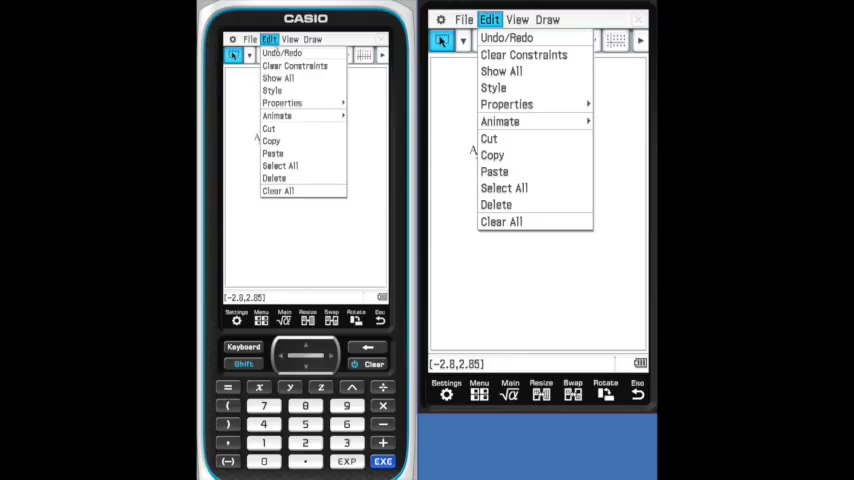 CASIO
File Edit View Draw
Undo/Redo
Clear Constraints
Show All
Style
Properties
Animate
Cut
Copy
Paste
Select All
Delete
Clear All
A
[-2.8,2.85]
Settings Menu Main Resize Swap Rotate Esc
√α
Keyboard
Shift
Clear
= x y z ^ ÷
( 7 8 9 ×
) 4 5 6 −
, 1 2 3 +
(−) 0 • EXP EXE
File Edit View Draw
Undo/Redo
Clear Constraints
Show All
Style
Properties
Animate
Cut
Copy
Paste
Select All
Delete
Clear All
A
[-2.8,2.85]
Settings Menu Main Resize Swap Rotate Esc
√α